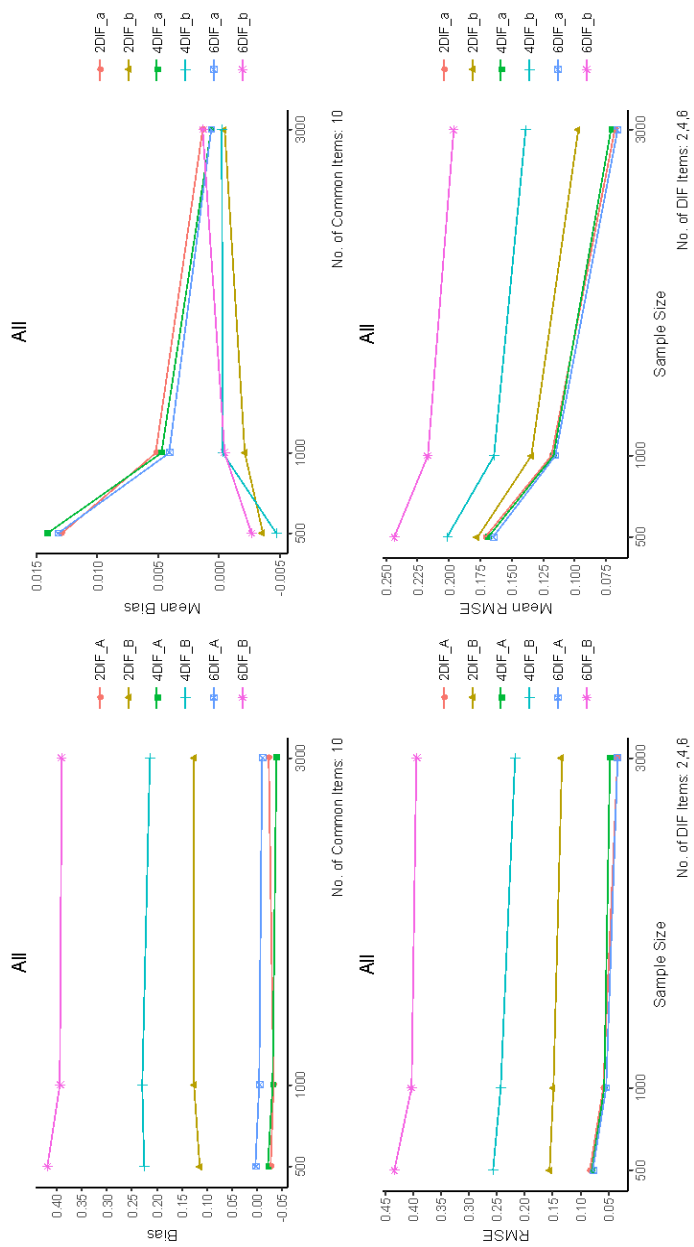 All
Bias
0.40
0.35
0.30
0.25
0.20
0.15
0.10
0.05
0.00
-0.05
500
1000
3000
No. of Common Items: 10
2DIF_A
2DIF_B
4DIF_A
4DIF_B
6DIF_A
6DIF_B
All
Mean Bias
0.015
0.010
0.005
0.000
-0.005
500
1000
3000
No. of Common Items: 10
2DIF_a
2DIF_b
4DIF_a
4DIF_b
6DIF_a
6DIF_b
All
RMSE
0.45
0.40
0.35
0.30
0.25
0.20
0.15
0.10
0.05
500
1000
3000
Sample Size
No. of DIF Items: 2,4,6
2DIF_A
2DIF_B
4DIF_A
4DIF_B
6DIF_A
6DIF_B
All
Mean RMSE
0.250
0.225
0.200
0.175
0.150
0.125
0.100
0.075
500
1000
3000
Sample Size
No. of DIF Items: 2,4,6
2DIF_a
2DIF_b
4DIF_a
4DIF_b
6DIF_a
6DIF_b